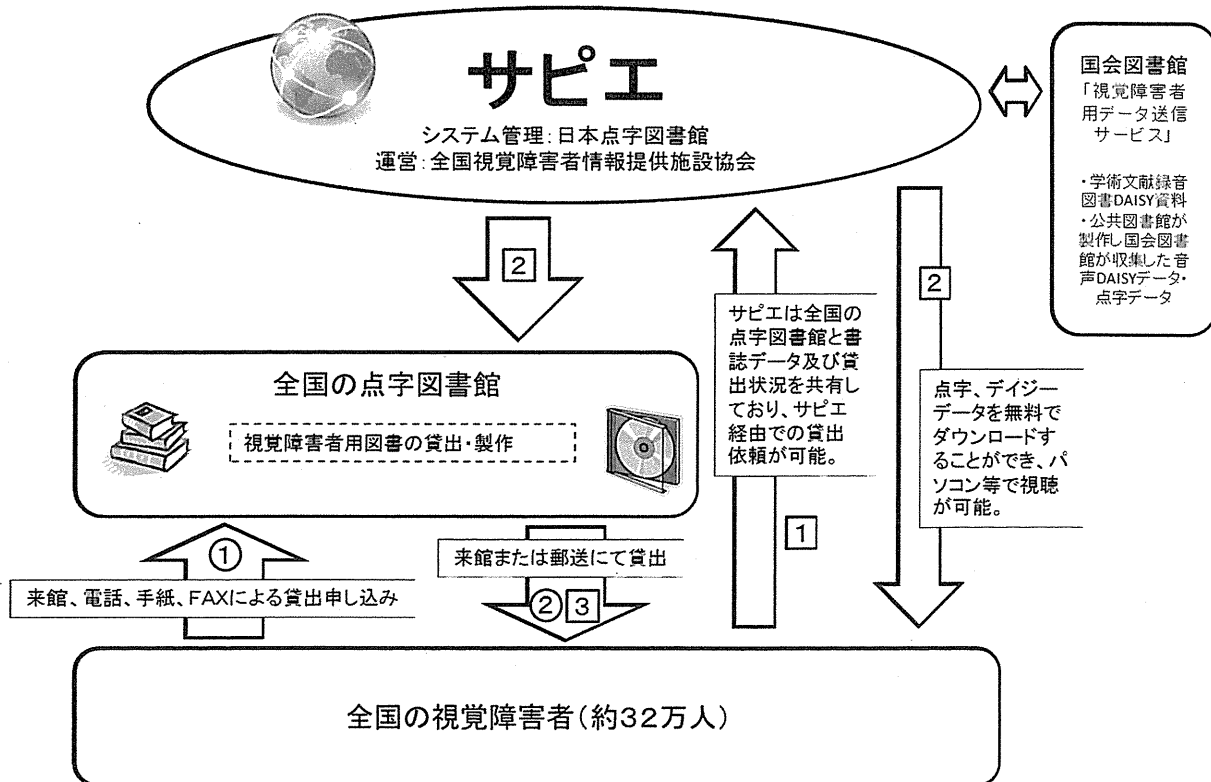 サピエ
システム管理:日本点字図書館
運営:全国視覚障害者情報提供施設協会
国会図書館
「視覚障害者
用データ送信
サービス」
・学術文献録音
図書DAISY資料
・公共図書館が
製作し国会図書
館が収集した音
声DAISYデータ・
点字データ
2
サピエは全国の
点字図書館と書
誌データ及び貸
出状況を共有し
ており、サピエ
経由での貸出
依頼が可能。
1
2
点字、デイジー
データを無料で
ダウンロードす
ることができ、パ
ソコン等で視聴
が可能。
全国の点字図書館
視覚障害者用図書の貸出・製作
①
来館、電話、手紙、FAXによる貸出申し込み
来館または郵送にて貸出
② 3
全国の視覚障害者(約32万人)